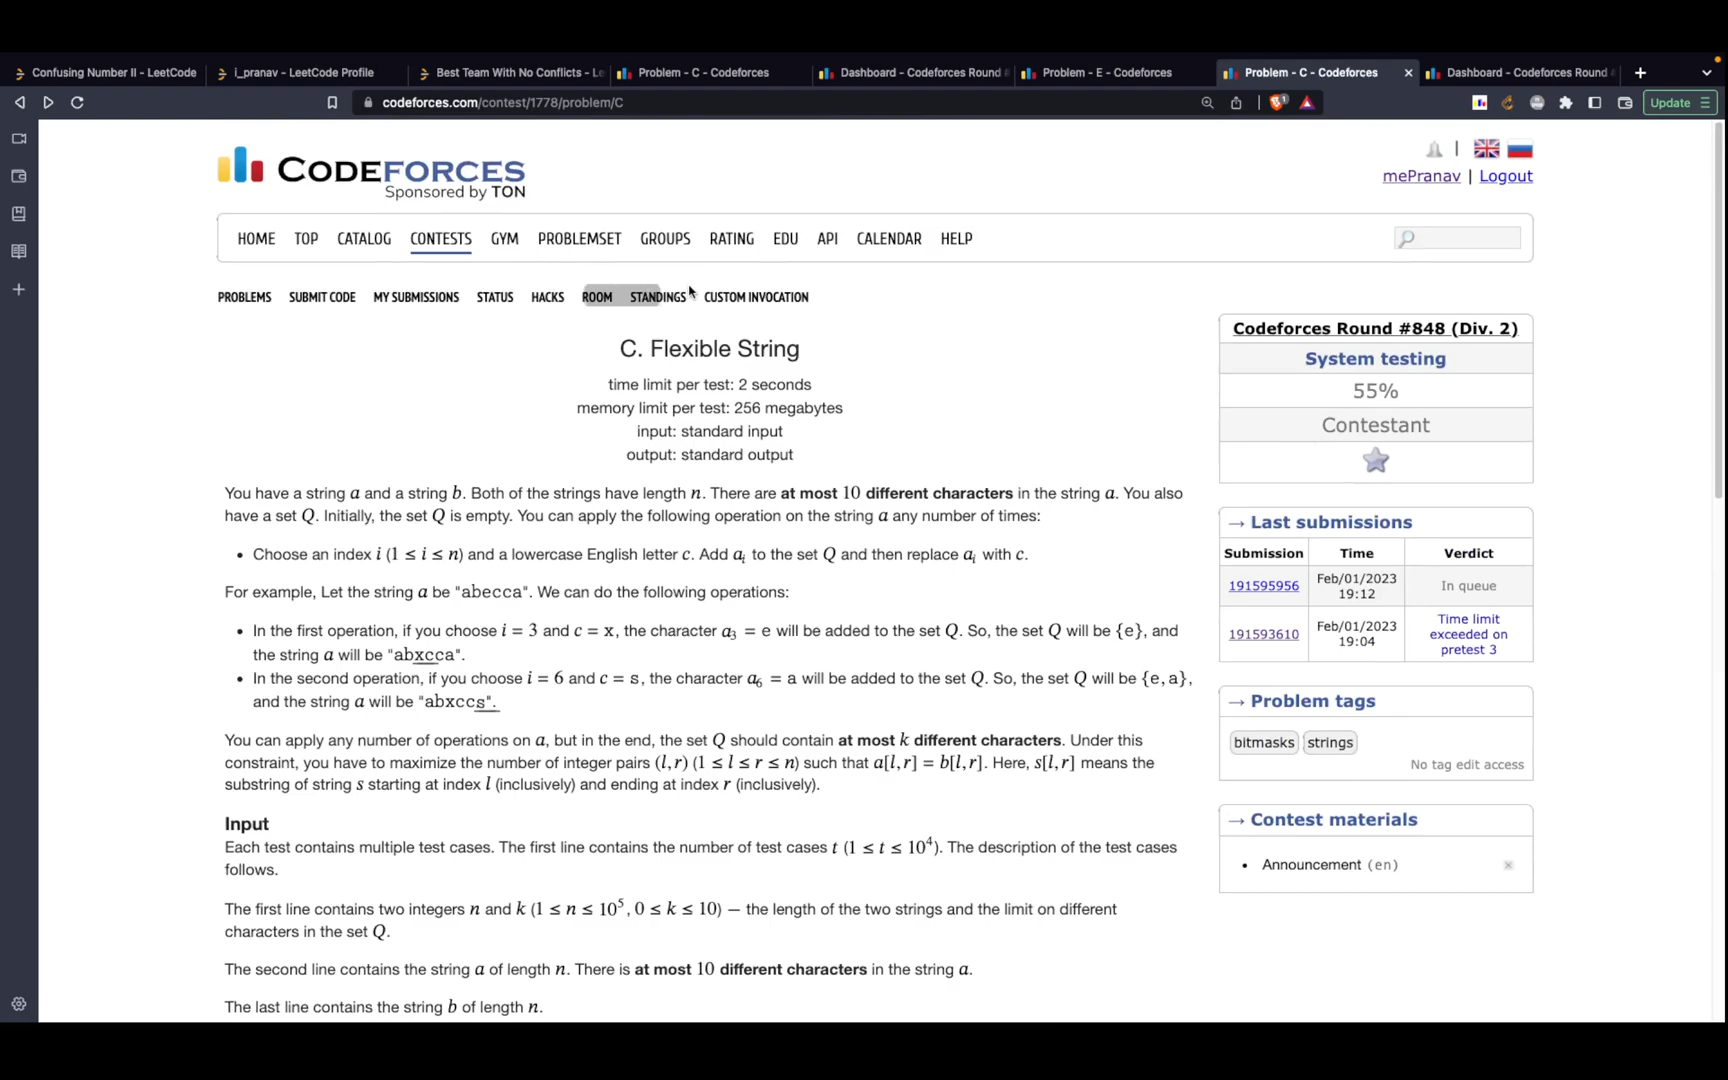 Confusing Number II - LeetCode
i_pranav - LeetCode Profile
Best Team With No Conflicts - Le
Problem - C - Codeforces
Dashboard - Codeforces Round #
Problem - E - Codeforces
Problem - C - Codeforces
Dashboard - Codeforces Round #
codeforces.com/contest/1778/problem/C
Update
CODEFORCES
Sponsored by TON
mePranav | Logout
HOME TOP CATALOG CONTESTS GYM PROBLEMSET GROUPS RATING EDU API CALENDAR HELP
PROBLEMS SUBMIT CODE MY SUBMISSIONS STATUS HACKS ROOM STANDINGS CUSTOM INVOCATION
C. Flexible String
time limit per test: 2 seconds
memory limit per test: 256 megabytes
input: standard input
output: standard output
You have a string a and a string b. Both of the strings have length n. There are at most 10 different characters in the string a. You also
have a set Q. Initially, the set Q is empty. You can apply the following operation on the string a any number of times:
• Choose an index i (1 ≤ i ≤ n) and a lowercase English letter c. Add aᵢ to the set Q and then replace aᵢ with c.
For example, Let the string a be "abecca". We can do the following operations:
• In the first operation, if you choose i = 3 and c = x, the character a₃ = e will be added to the set Q. So, the set Q will be {e}, and
the string a will be "abxcca".
• In the second operation, if you choose i = 6 and c = s, the character a₆ = a will be added to the set Q. So, the set Q will be {e, a},
and the string a will be "abxccs".
You can apply any number of operations on a, but in the end, the set Q should contain at most k different characters. Under this
constraint, you have to maximize the number of integer pairs (l, r) (1 ≤ l ≤ r ≤ n) such that a[l, r] = b[l, r]. Here, s[l, r] means the
substring of string s starting at index l (inclusively) and ending at index r (inclusively).
Input
Each test contains multiple test cases. The first line contains the number of test cases t (1 ≤ t ≤ 10⁴). The description of the test cases
follows.
The first line contains two integers n and k (1 ≤ n ≤ 10⁵, 0 ≤ k ≤ 10) — the length of the two strings and the limit on different
characters in the set Q.
The second line contains the string a of length n. There is at most 10 different characters in the string a.
The last line contains the string b of length n.
Codeforces Round #848 (Div. 2)
System testing
55%
Contestant
→ Last submissions
Submission Time Verdict
191595956 Feb/01/2023 19:12 In queue
191593610 Feb/01/2023 19:04 Time limit exceeded on pretest 3
→ Problem tags
bitmasks strings
No tag edit access
→ Contest materials
• Announcement (en)